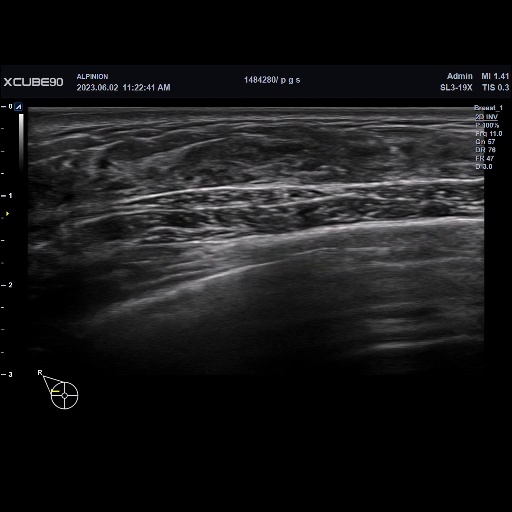 XCUBE90
ALPINION
2023.06.02 11:22:41 AM
1484280/ p g s
Admin MI 1.41
SL3-19X TIS 0.3
Breast_1
2D INV
P 100%
Frq 11.0
Gn 57
DR 76
FR 47
D 3.0
0
1
2
3
R